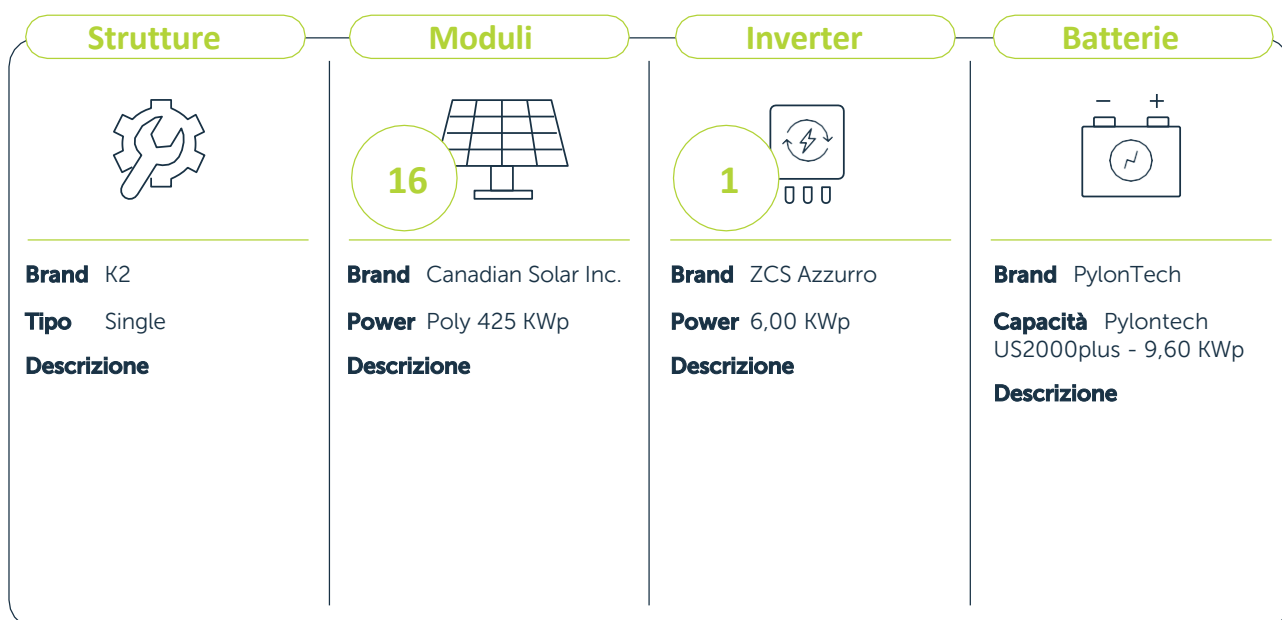 Strutture
Moduli
Inverter
Batterie
16
1
- +
Brand K2
Tipo Single
Descrizione
Brand Canadian Solar Inc.
Power Poly 425 KWp
Descrizione
Brand ZCS Azzurro
Power 6,00 KWp
Descrizione
Brand PylonTech
Capacità Pylontech
US2000plus - 9,60 KWp
Descrizione